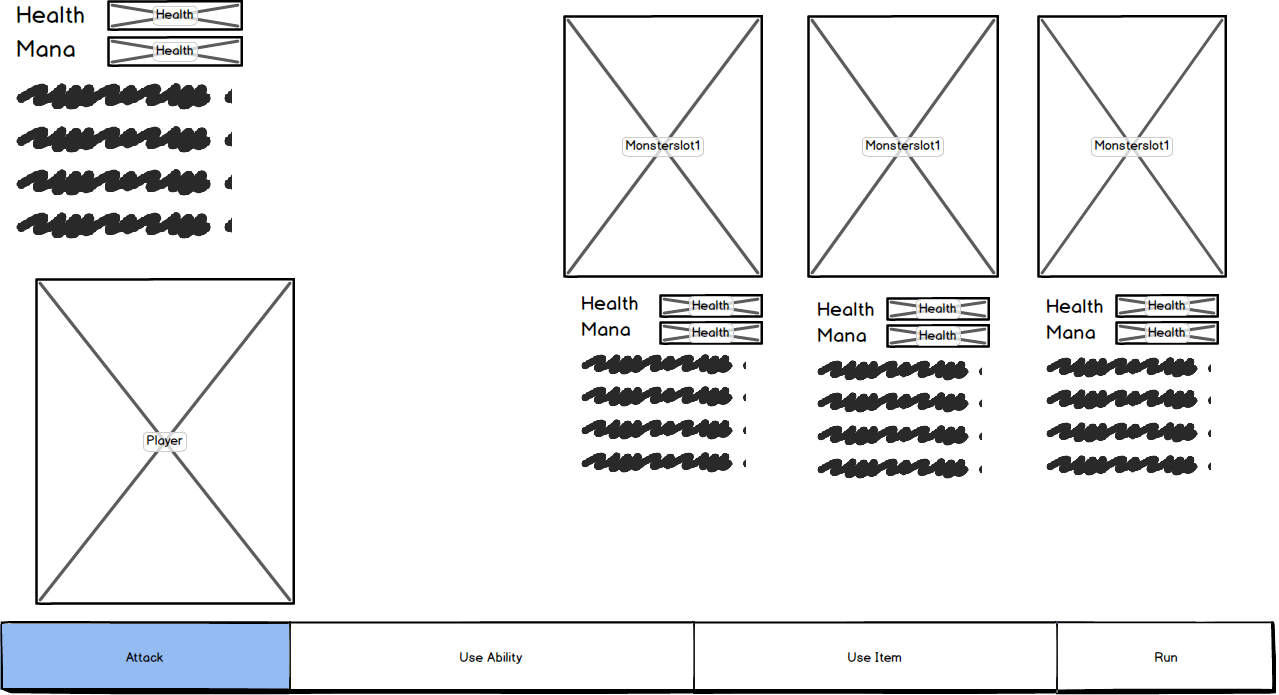 Health Health
Mana Health
Monsterslot1 Monsterslot1 Monsterslot1
Health Health Health Health Health Health
Mana Health Mana Health Mana Health
Player
Attack Use Ability Use Item Run